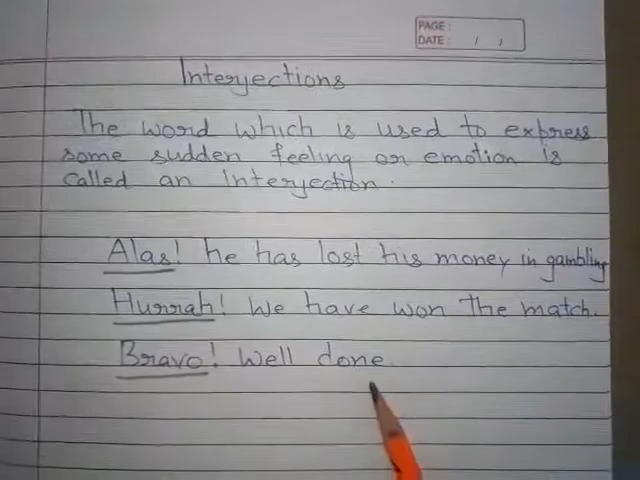 PAGE :
DATE : / /
Interjections
The word which is used to express
some sudden feeling or emotion is
called an Interjection.
Alas! he has lost his money in gambling
Hurrah! We have won the match.
Bravo! Well done.